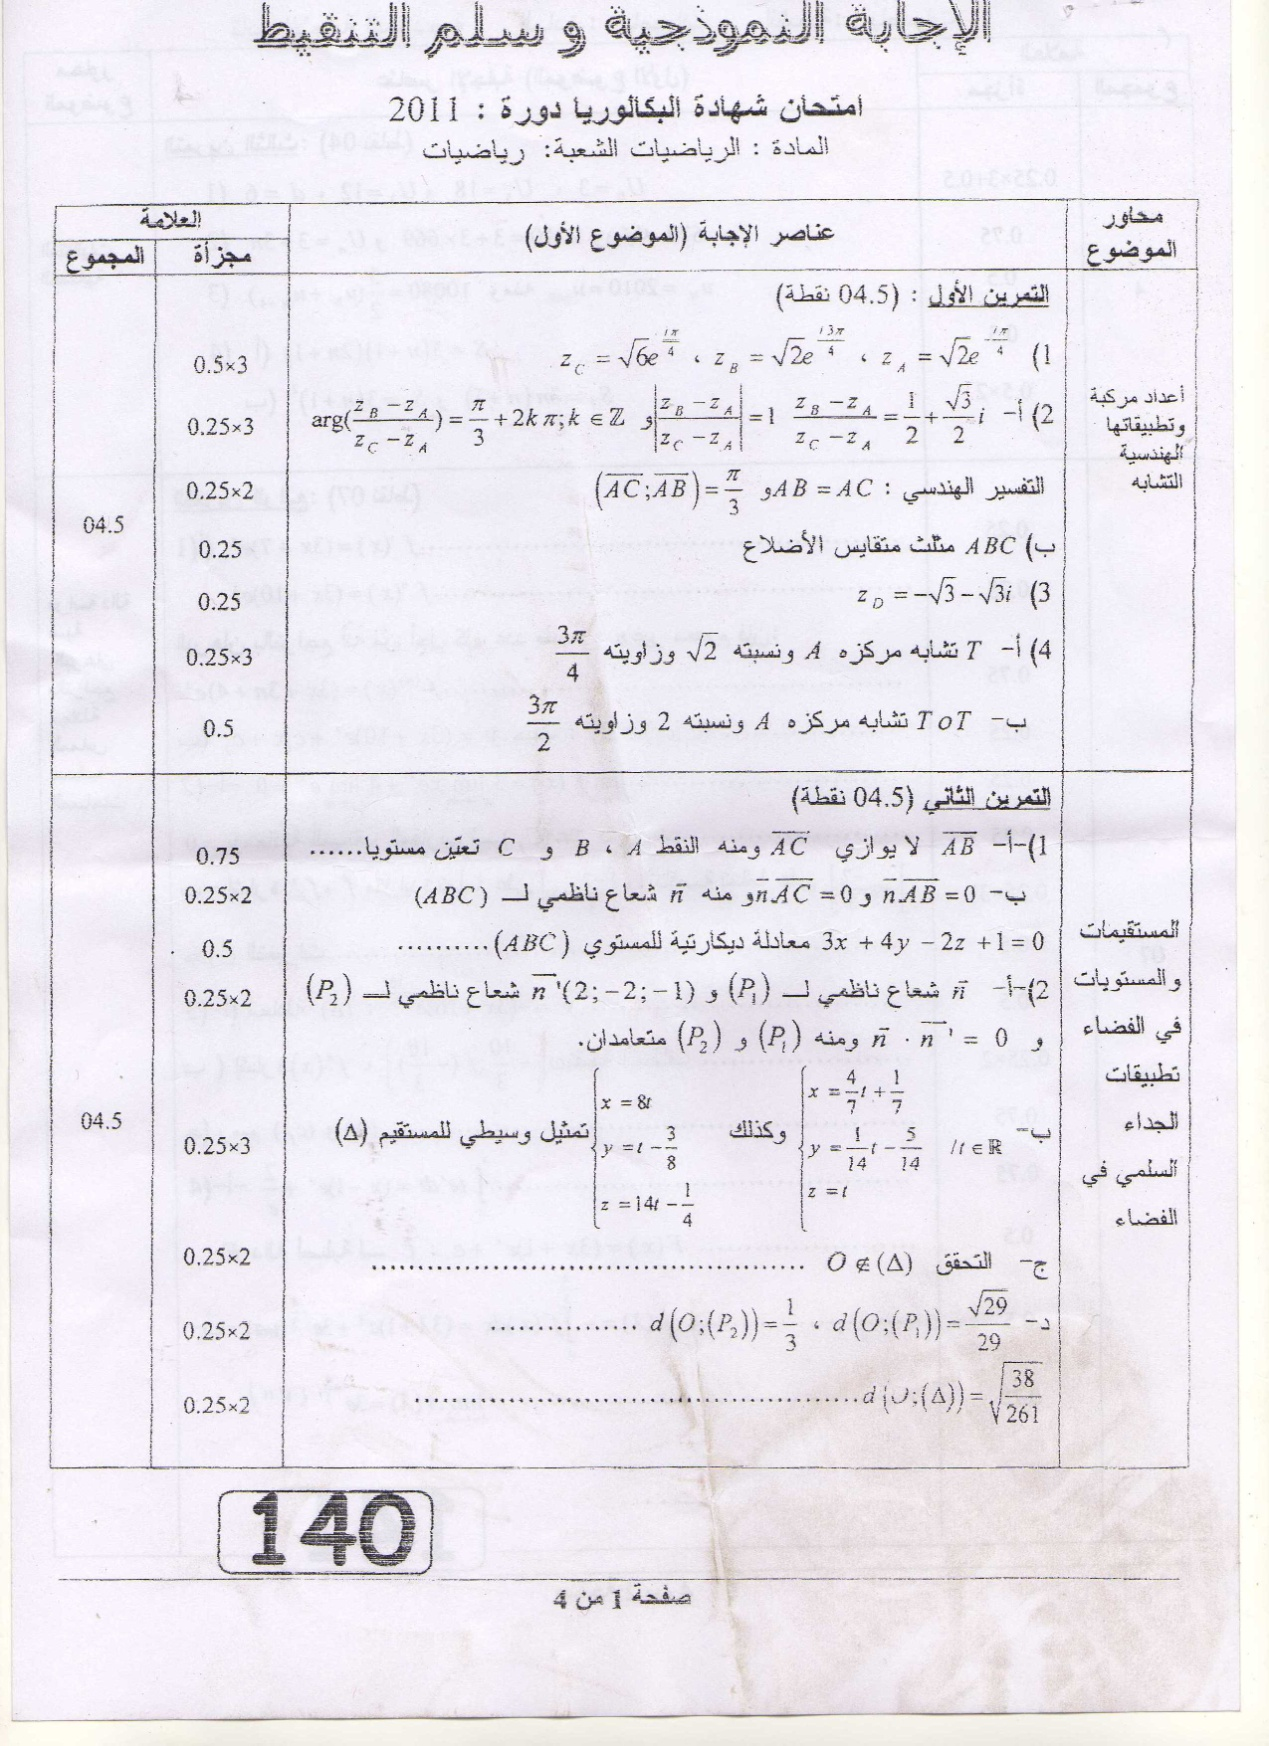 الإجابة النموذجية و سلم التنقيط
امتحان شهادة البكالوريا دورة : 2011
المادة : الرياضيات الشعبة: رياضيات
محاور الموضوع | عناصر الإجابة (الموضوع الأول) | العلامة
مجزأة | المجموع
التمرين الأول : (04.5 نقطة)
1) z_A = √2e^(-iπ/4) ، z_B = √2e^(i3π/4) ، z_C = √6e^(iπ/4) | 0.5×3
2) أ- (z_B − z_A)/(z_C − z_A) = 1/2 + (√3/2)i |(z_B − z_A)/(z_C − z_A)| = 1 و arg((z_B − z_A)/(z_C − z_A)) = π/3 + 2kπ; k ∈ ℤ | 0.25×3
أعداد مركبة
وتطبيقاتها
الهندسية
التشابه
التفسير الهندسي : AB = AC و (AC;AB) = π/3 | 0.25×2
04.5
ب) ABC مثلث متقايس الأضلاع | 0.25
3) z_D = −√3 − √3i | 0.25
4) أ- T تشابه مركزه A ونسبته √2 وزاويته 3π/4 | 0.25×3
ب- ToT تشابه مركزه A ونسبته 2 وزاويته 3π/2 | 0.5
التمرين الثاني (04.5 نقطة)
1)-أ- AB لا يوازي AC ومنه النقط A ، B و C تعيّن مستويا...... | 0.75
ب- n.AB = 0 و n.AC = 0 و منه n شعاع ناظمي لـ (ABC) | 0.25×2
3x + 4y − 2z + 1 = 0 معادلة ديكارتية للمستوي (ABC) .......... | 0.5
2)-أ- n شعاع ناظمي لـ (P₁) و n'(2;−2;−1) شعاع ناظمي لـ (P₂) | 0.25×2
و n · n' = 0 ومنه (P₁) و (P₂) متعامدان.
المستقيمات
والمستويات
في الفضاء
تطبيقات
الجداء
السلمي في
الفضاء
04.5
ب- { x = 4/7 t + 1/7 ; y = 1/14 t − 5/14 ; z = t /t ∈ ℝ وكذلك { x = 8t ; y = t − 3/8 ; z = 14t − 1/4 تمثيل وسيطي للمستقيم (Δ) | 0.25×3
ج- التحقق O ∉ (Δ) .......................................... | 0.25×2
د- d(O;(P₁)) = √29/29 ، d(O;(P₂)) = 1/3 ................ | 0.25×2
d(O;(Δ)) = √(38/261) .......................................... | 0.25×2
140
صفحة 1 من 4